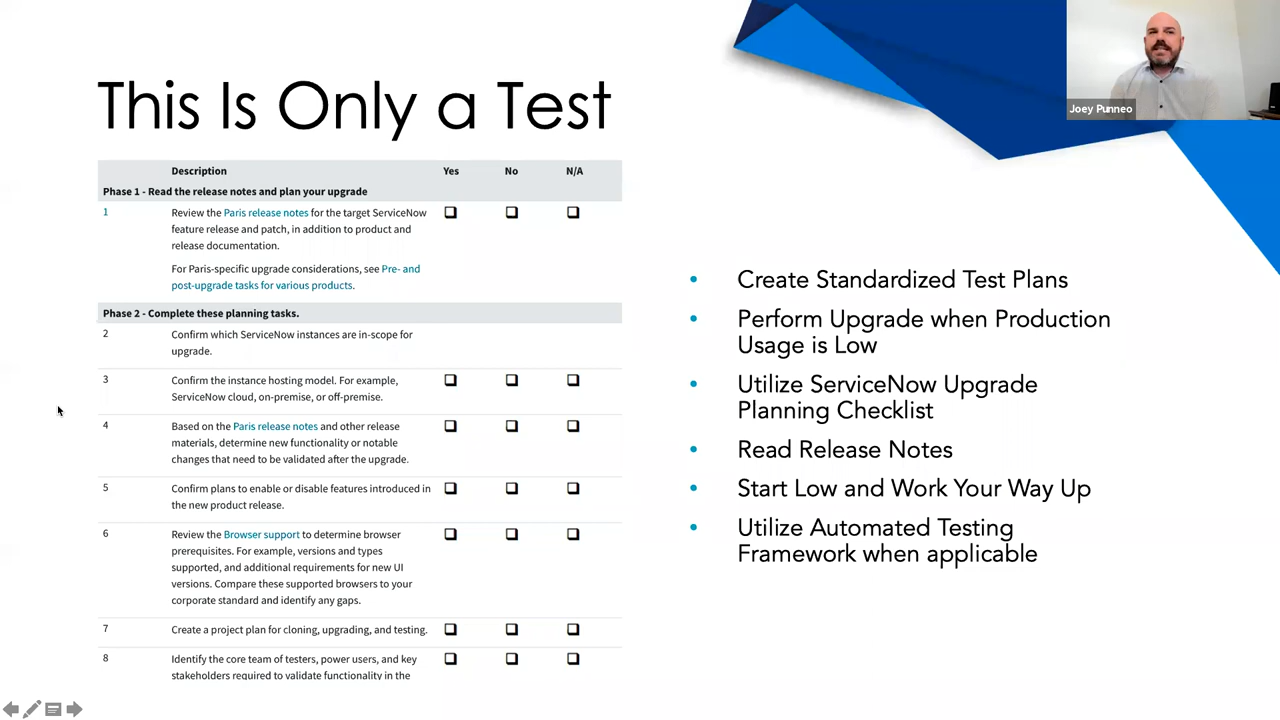 This Is Only a Test
Joey Punneo
Description Yes No N/A
Phase 1 - Read the release notes and plan your upgrade
1 Review the Paris release notes for the target ServiceNow
feature release and patch, in addition to product and
release documentation.
For Paris-specific upgrade considerations, see Pre- and
post-upgrade tasks for various products.
Phase 2 - Complete these planning tasks.
2 Confirm which ServiceNow instances are in-scope for
upgrade.
3 Confirm the instance hosting model. For example,
ServiceNow cloud, on-premise, or off-premise.
4 Based on the Paris release notes and other release
materials, determine new functionality or notable
changes that need to be validated after the upgrade.
5 Confirm plans to enable or disable features introduced in
the new product release.
6 Review the Browser support to determine browser
prerequisites. For example, versions and types
supported, and additional requirements for new UI
versions. Compare these supported browsers to your
corporate standard and identify any gaps.
7 Create a project plan for cloning, upgrading, and testing.
8 Identify the core team of testers, power users, and key
stakeholders required to validate functionality in the
• Create Standardized Test Plans
• Perform Upgrade when Production
Usage is Low
• Utilize ServiceNow Upgrade
Planning Checklist
• Read Release Notes
• Start Low and Work Your Way Up
• Utilize Automated Testing
Framework when applicable